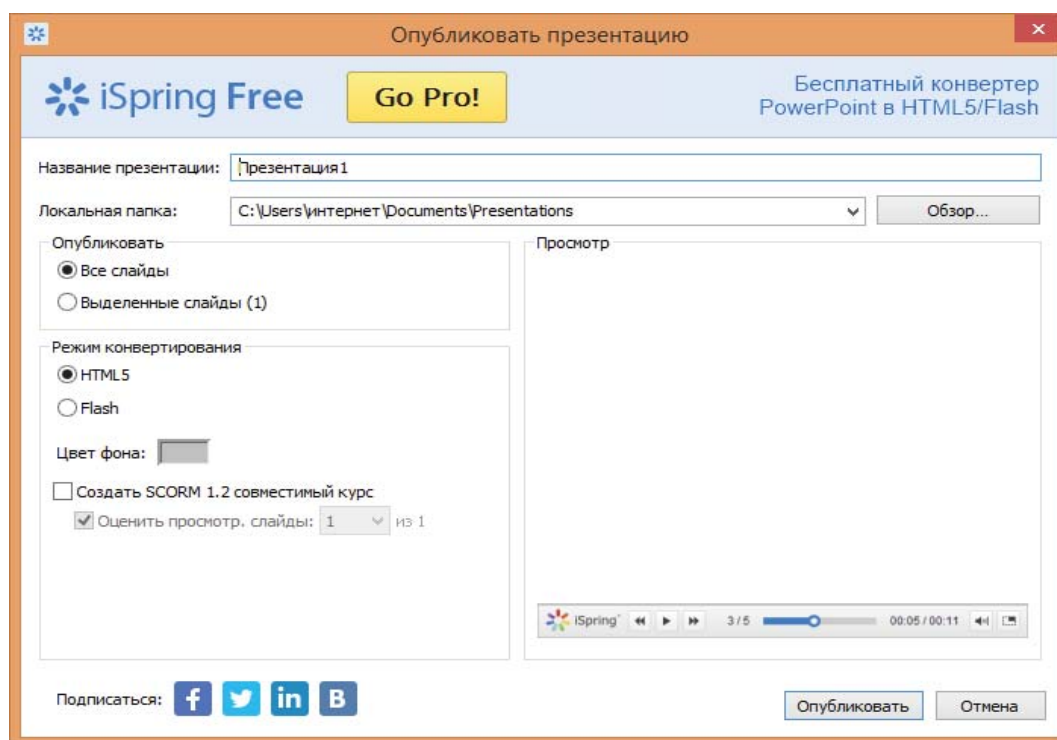 Опубликовать презентацию
iSpring Free
Go Pro!
Бесплатный конвертер
PowerPoint в HTML5/Flash
Название презентации: Презентация1
Локальная папка: C:\Users\интернет\Documents\Presentations Обзор...
Опубликовать
Все слайды
Выделенные слайды (1)
Режим конвертирования
HTML5
Flash
Цвет фона:
Создать SCORM 1.2 совместимый курс
Оценить просмотр. слайды: 1 из 1
Просмотр
iSpring 3/5 00:05/00:11
Подписаться: f in B
Опубликовать Отмена